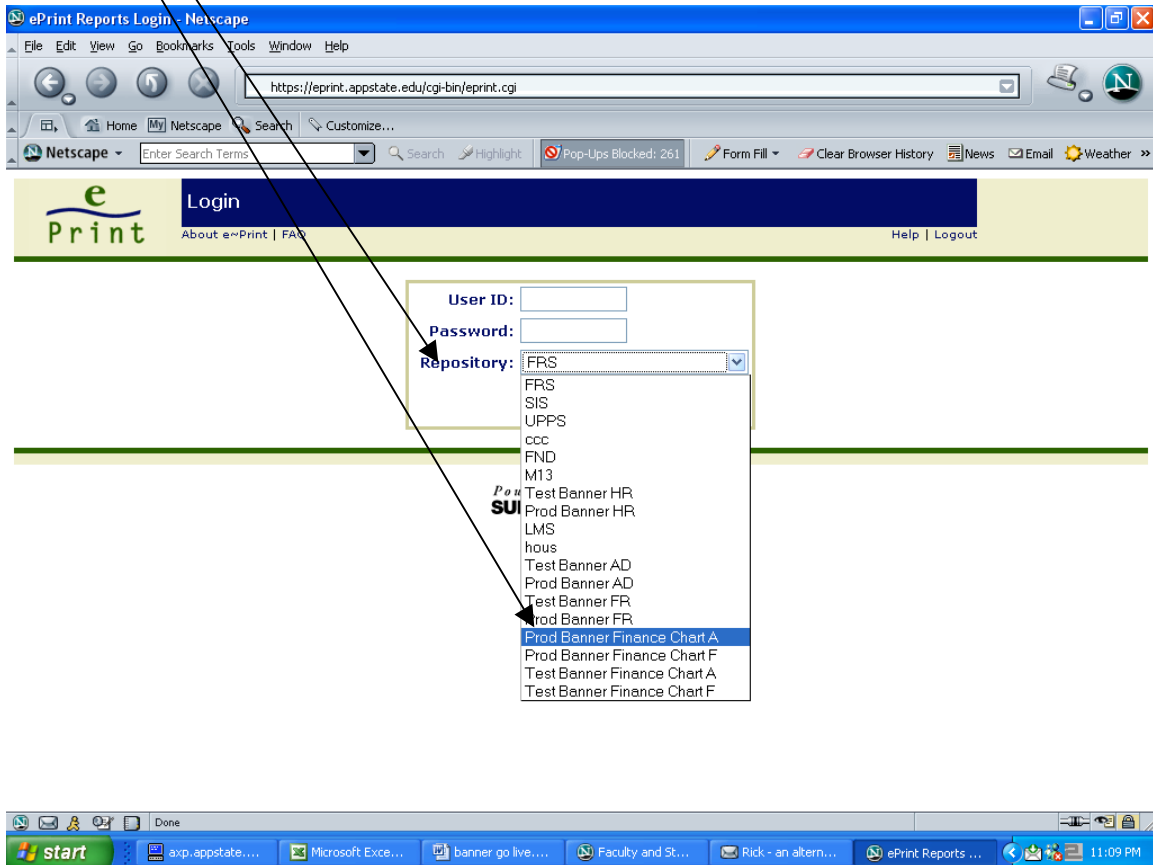 ePrint Reports Login - Netscape
File Edit View Go Bookmarks Tools Window Help
https://eprint.appstate.edu/cgi-bin/eprint.cgi
Home My Netscape Search Customize...
Netscape Enter Search Terms Search Highlight Pop-Ups Blocked: 261 Form Fill Clear Browser History News Email Weather »
e Print
Login
About e~Print | FAQ Help | Logout
User ID:
Password:
Repository: FRS
FRS
SIS
UPPS
ccc
FND
M13
Test Banner HR
Prod Banner HR
LMS
hous
Test Banner AD
Prod Banner AD
Test Banner FR
Prod Banner FR
Prod Banner Finance Chart A
Prod Banner Finance Chart F
Test Banner Finance Chart A
Test Banner Finance Chart F
Done
start axp.appstate.... Microsoft Exce... banner go live.... Faculty and St... Rick - an altern... ePrint Reports ... 11:09 PM